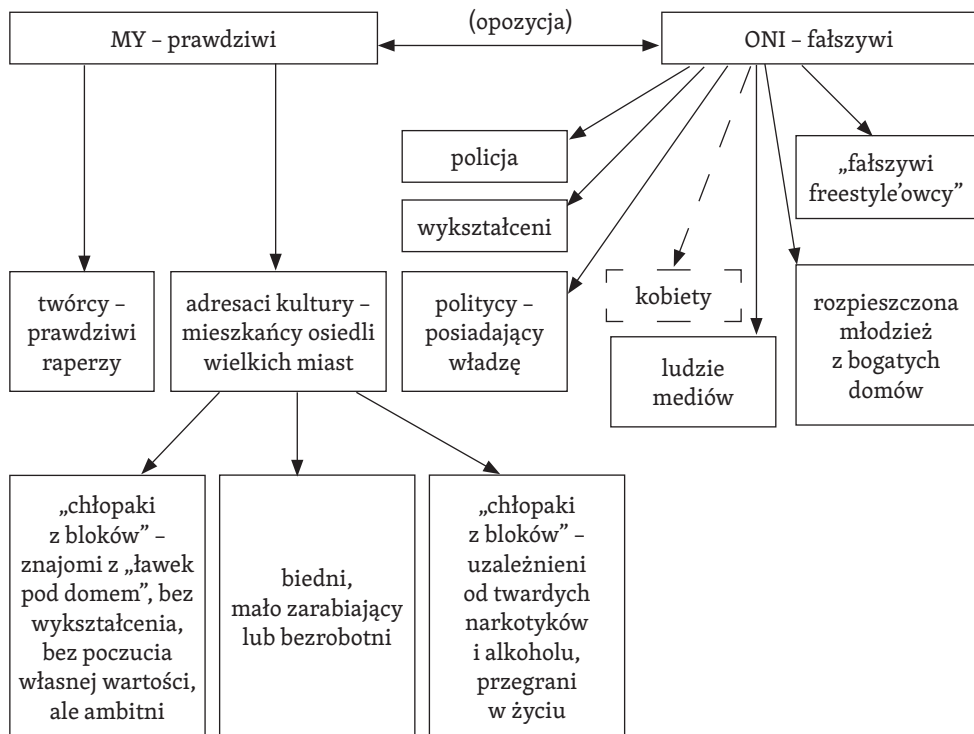 (opozycja)
MY – prawdziwi
ONI – fałszywi
policja
„fałszywi
freestyle’owcy”
wykształceni
twórcy –
prawdziwi
raperzy
adresaci kultury –
mieszkańcy osiedli
wielkich miast
politycy –
posiadający
władzę
kobiety
ludzie
mediów
rozpieszczona
młodzież
z bogatych
domów
„chłopaki
z bloków” –
znajomi z „ławek
pod domem”, bez
wykształcenia,
bez poczucia
własnej wartości,
ale ambitni
biedni,
mało zarabiający
lub bezrobotni
„chłopaki
z bloków” –
uzależnieni
od twardych
narkotyków
i alkoholu,
przegrani
w życiu